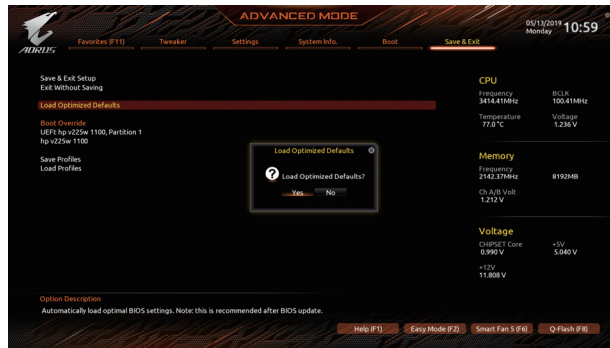 ADVANCED MODE
05/13/2019 Monday 10:59
AORUS
Favorites (F11) Tweaker Settings System Info. Boot Save & Exit
Save & Exit Setup
Exit Without Saving
Load Optimized Defaults
Boot Override
UEFI: hp v225w 1100, Partition 1
hp v225w 1100
Save Profiles
Load Profiles
Load Optimized Defaults
Load Optimized Defaults?
Yes No
CPU
Frequency BCLK
3414.41MHz 100.41MHz
Temperature Voltage
77.0 °C 1.236 V
Memory
Frequency
2142.37MHz 8192MB
Ch A/B Volt
1.212 V
Voltage
CHIPSET Core +5V
0.990 V 5.040 V
+12V
11.808 V
Option Description
Automatically load optimal BIOS settings. Note: this is recommended after BIOS update.
Help (F1) Easy Mode (F2) Smart Fan 5 (F6) Q-Flash (F8)